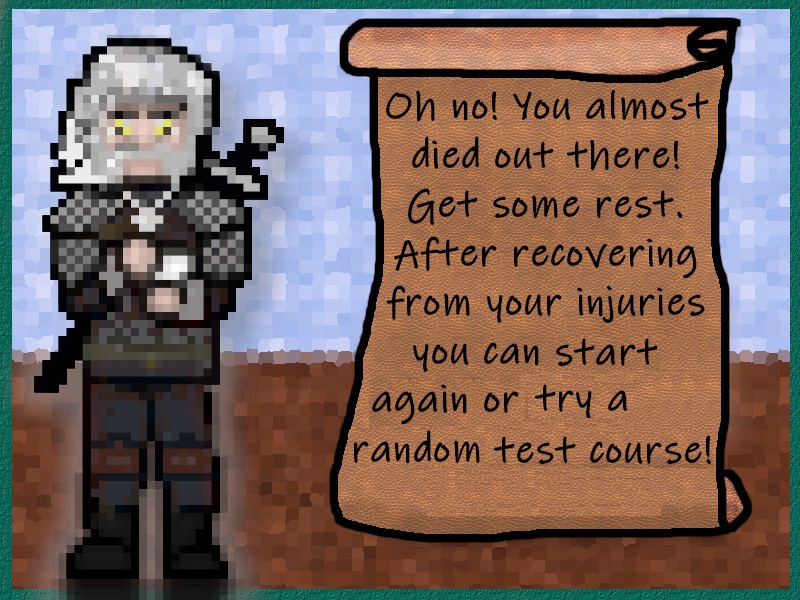 Oh no! You almost
died out there!
Get some rest.
After recovering
from your injuries
you can start
again or try a
random test course!